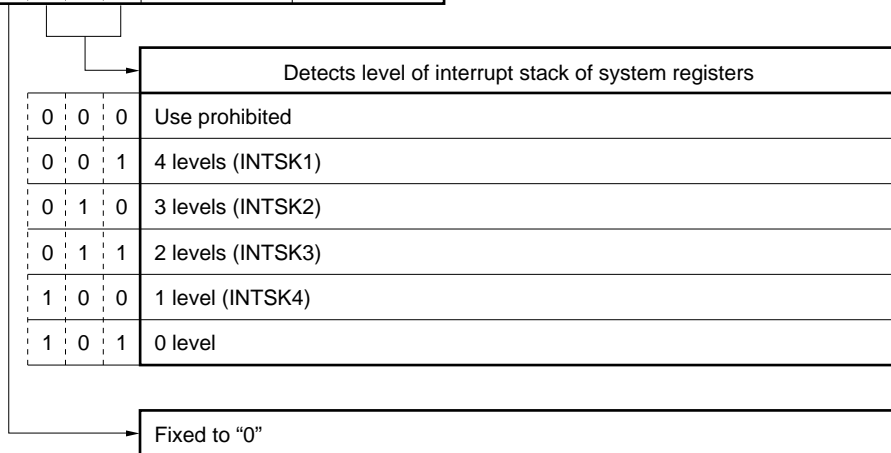 Detects level of interrupt stack of system registers
0 0 0 Use prohibited
0 0 1 4 levels (INTSK1)
0 1 0 3 levels (INTSK2)
0 1 1 2 levels (INTSK3)
1 0 0 1 level (INTSK4)
1 0 1 0 level
Fixed to “0”